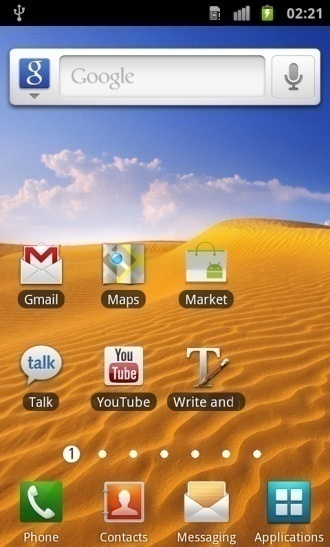 02:21
g Google
Gmail Maps Market
talk You Tube T
Talk YouTube Write and
1
Phone Contacts Messaging Applications